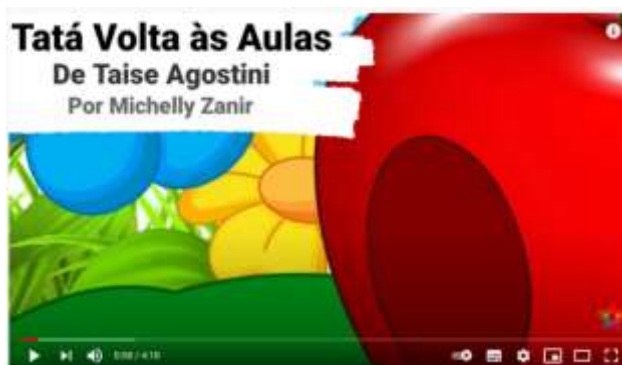 Tatá Volta às Aulas
De Taise Agostini
Por Michelly Zanir